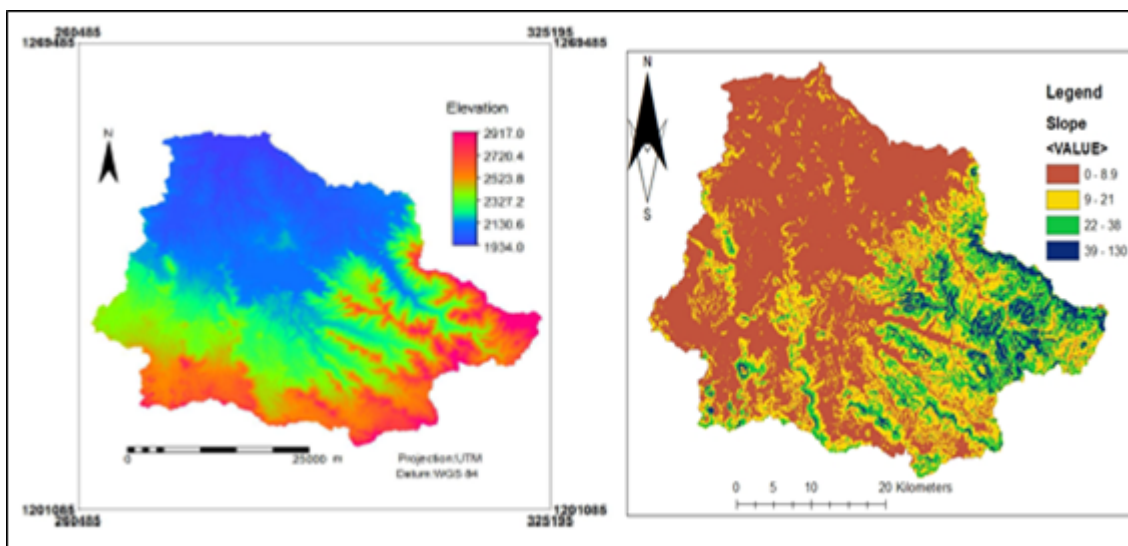 260485 325195
1269485 1269485
Elevation
2917.0
2720.4
2523.8
2327.2
2130.6
1934.0
N
0 25000 m
Projection:UTM
Datum:WGS 84
1201085 1201085
260485 325195
N
S
Legend
Slope
<VALUE>
0 - 8.9
9 - 21
22 - 38
39 - 130
0 5 10 20 Kilometers